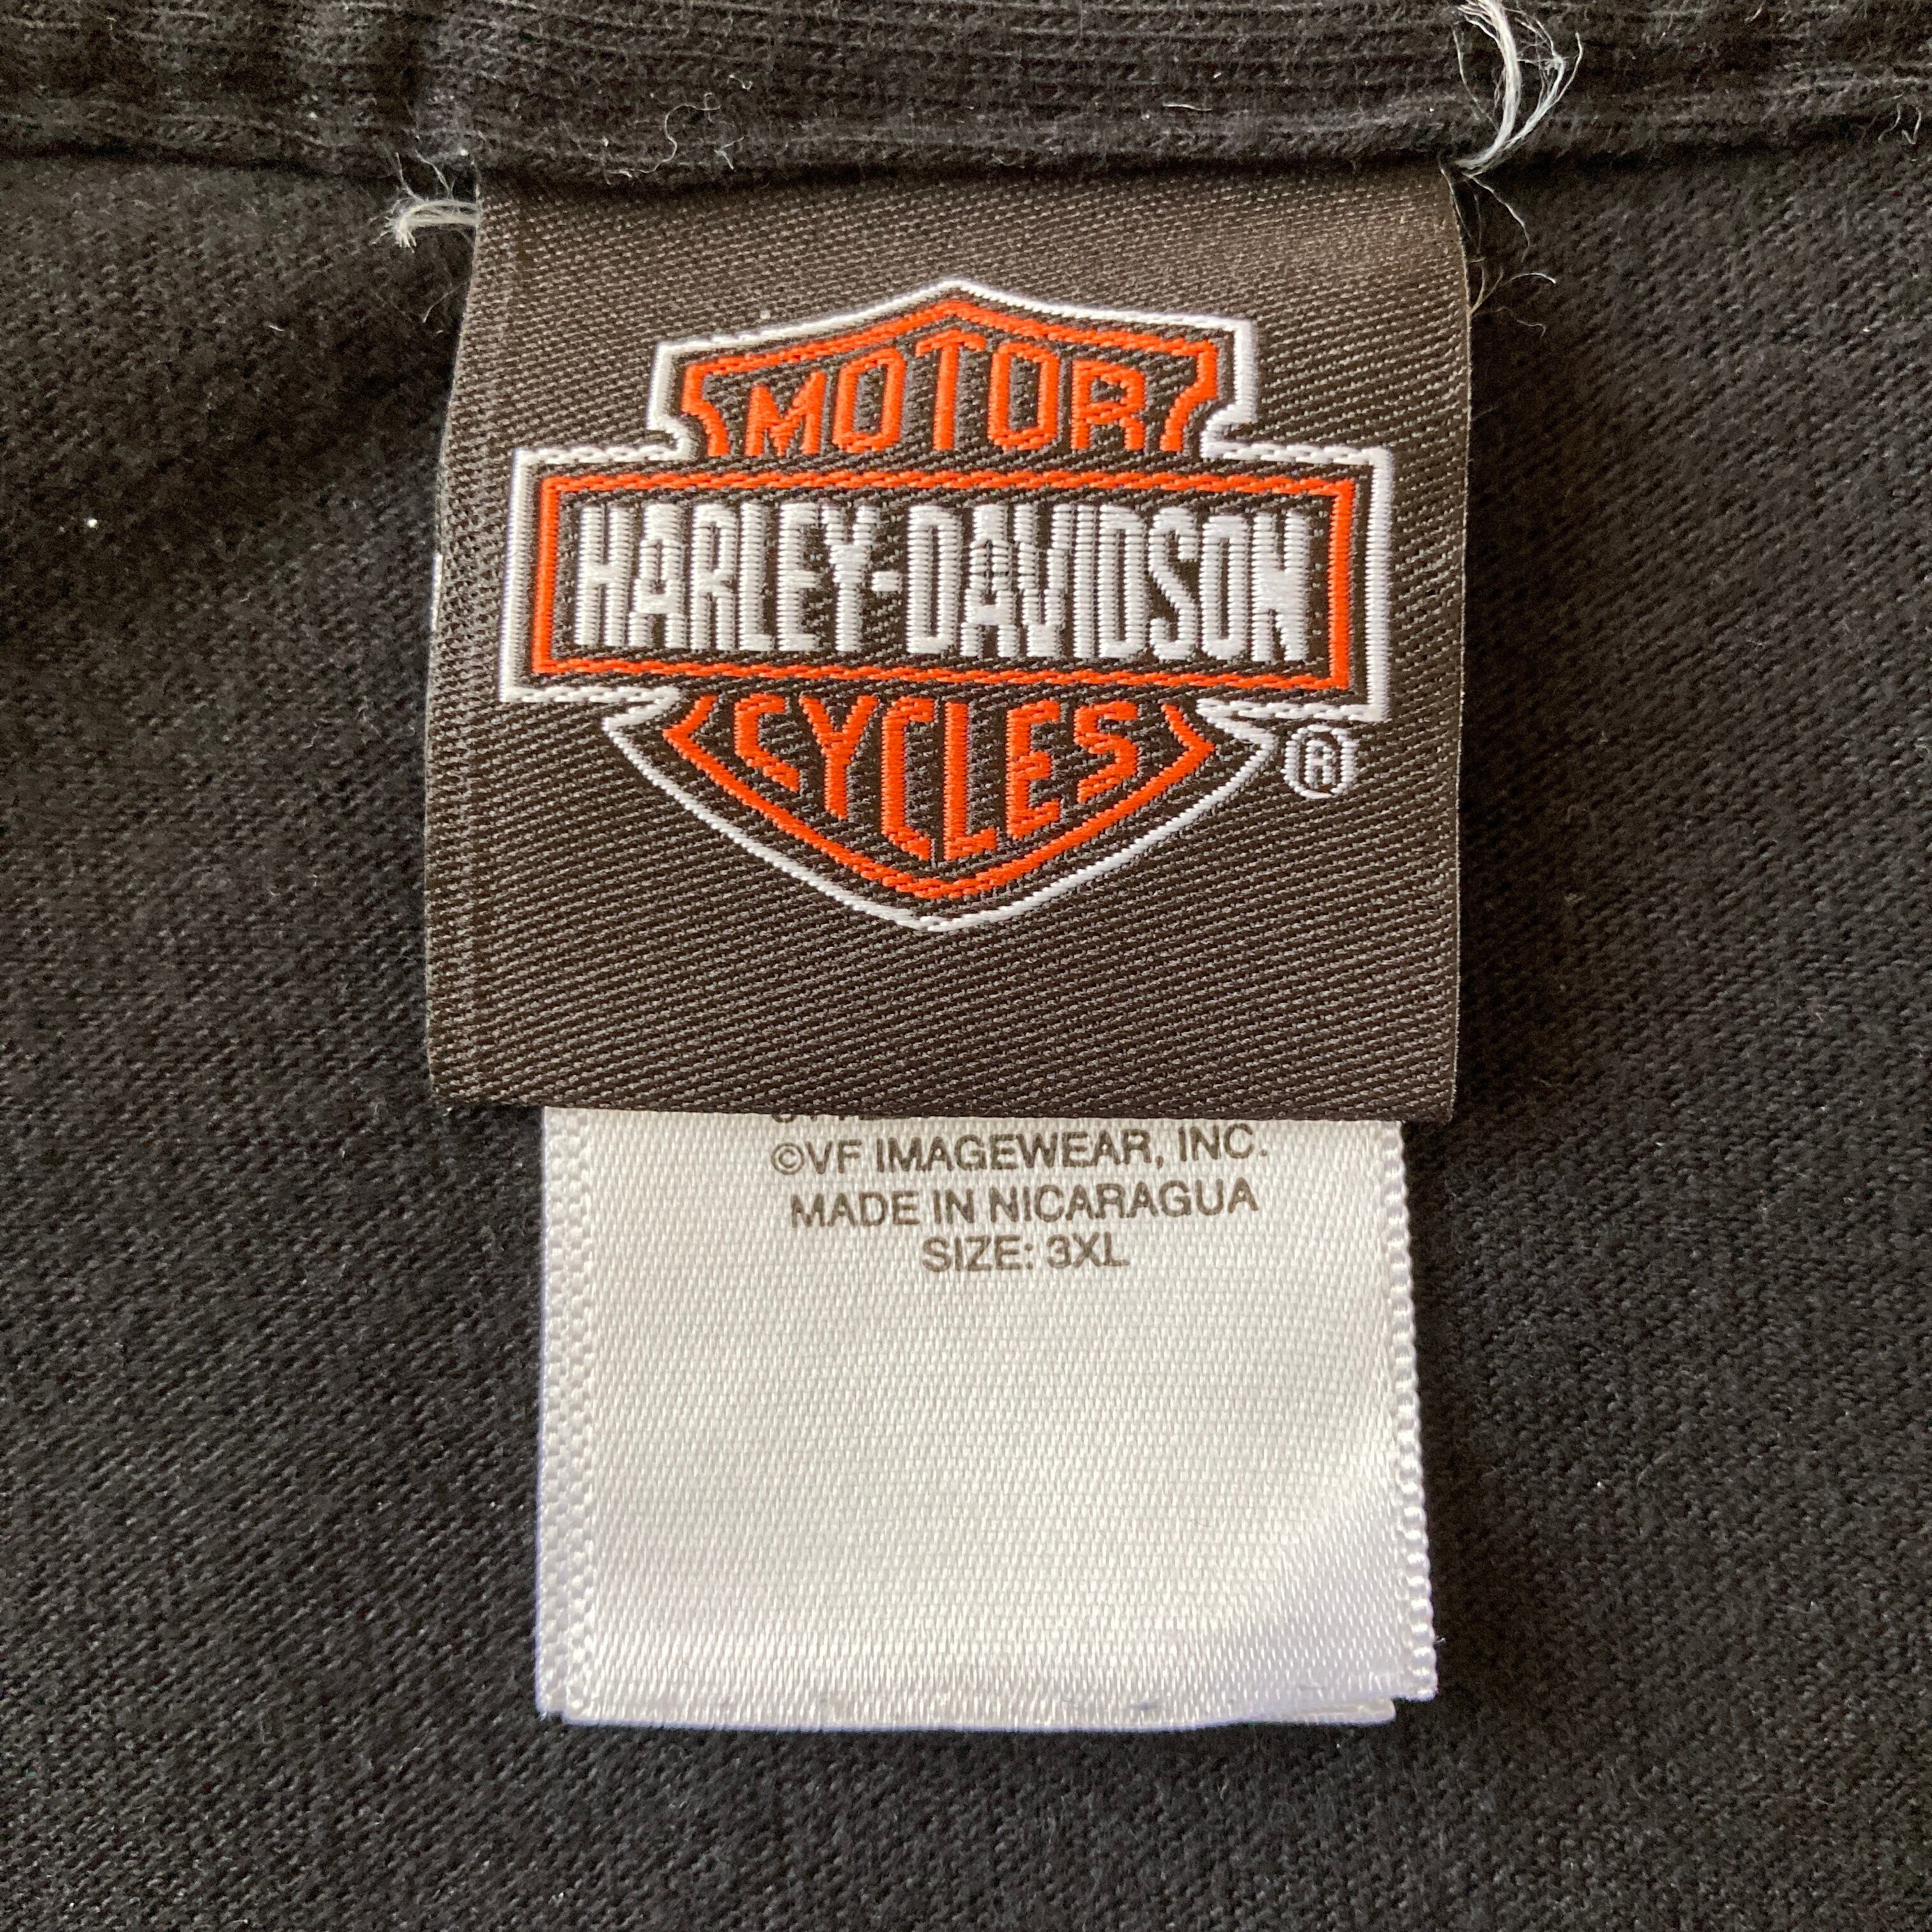 MOTOR
HARLEY-DAVIDSON
CYCLES
®
©VF IMAGEWEAR, INC.
MADE IN NICARAGUA
SIZE: 3XL